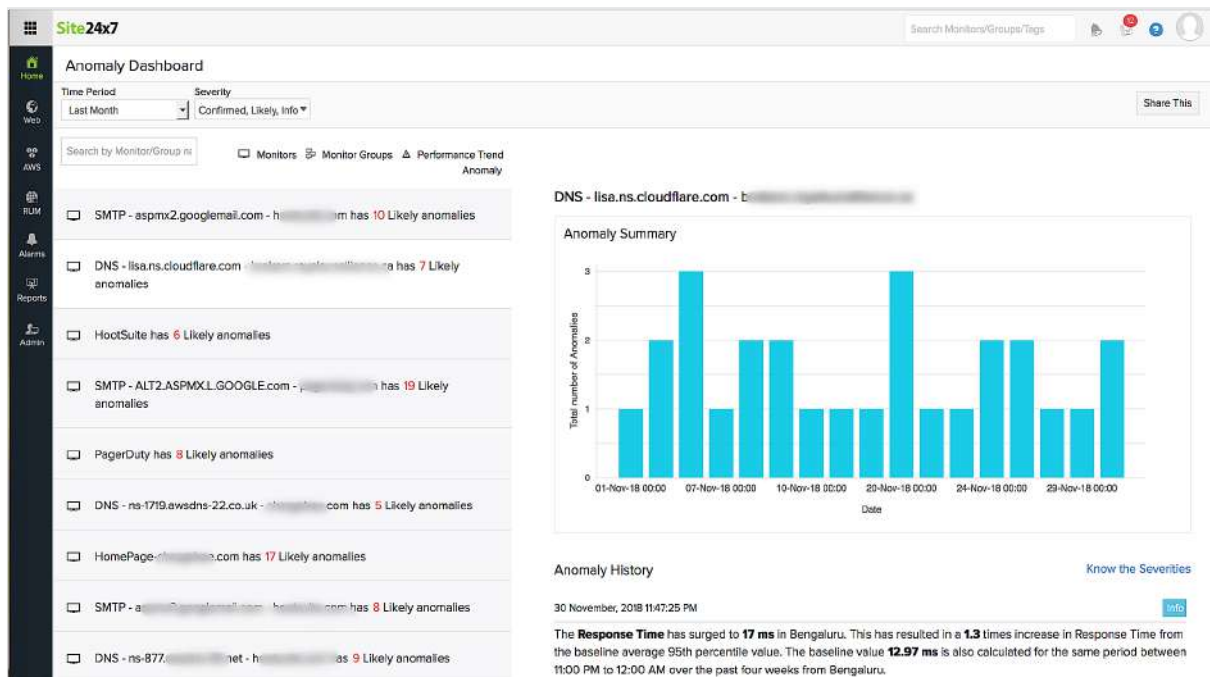 Site24x7
Search Monitors/Groups/Tags
12
Home
Web
AWS
RUM
Alarms
Reports
Admin
Anomaly Dashboard
Time Period
Severity
Last Month
Confirmed, Likely, Info
Share This
Search by Monitor/Group na
Monitors
Monitor Groups
Performance Trend
Anomaly
SMTP - aspmx2.googlemail.com - h m has 10 Likely anomalies
DNS - lisa.ns.cloudflare.com - a has 7 Likely
anomalies
HootSuite has 6 Likely anomalies
SMTP - ALT2.ASPMX.L.GOOGLE.com - has 19 Likely
anomalies
PagerDuty has 8 Likely anomalies
DNS - ns-1719.awsdns-22.co.uk - com has 5 Likely anomalies
HomePage- .com has 17 Likely anomalies
SMTP - a has 8 Likely anomalies
DNS - ns-877. net - h as 9 Likely anomalies
DNS - lisa.ns.cloudflare.com - b
Anomaly Summary
Total number of Anomalies
3
2
1
0
01-Nov-18 00:00
07-Nov-18 00:00
10-Nov-18 00:00
20-Nov-18 00:00
24-Nov-18 00:00
29-Nov-18 00:00
Date
Anomaly History
Know the Severities
30 November, 2018 11:47:25 PM
Info
The Response Time has surged to 17 ms in Bengaluru. This has resulted in a 1.3 times increase in Response Time from
the baseline average 95th percentile value. The baseline value 12.97 ms is also calculated for the same period between
11:00 PM to 12:00 AM over the past four weeks from Bengaluru.